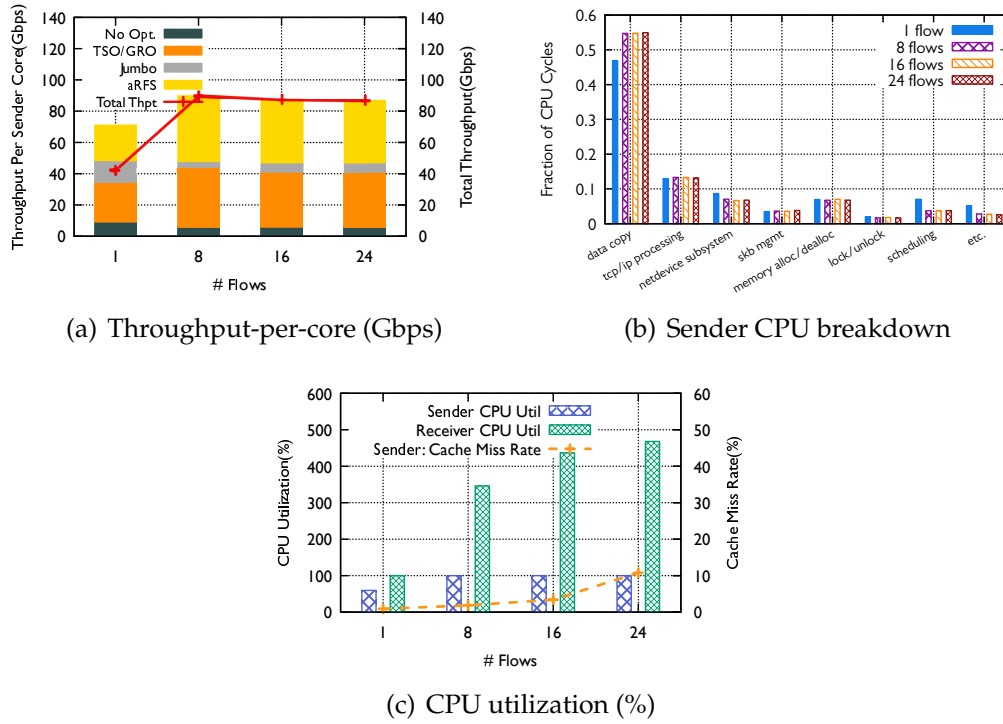 No Opt.
TSO/GRO
Jumbo
aRFS
Total Thpt
Throughput Per Sender Core(Gbps)
0
20
40
60
80
100
120
140
Total Throughput(Gbps)
0
20
40
60
80
100
120
140
1 8 16 24
# Flows
(a) Throughput-per-core (Gbps)
1 flow
8 flows
16 flows
24 flows
Fraction of CPU Cycles
0
0.1
0.2
0.3
0.4
0.5
0.6
data copy
tcp/ip processing
netdevice subsystem
skb mgmt
memory alloc/dealloc
lock/unlock
scheduling
etc.
(b) Sender CPU breakdown
Sender CPU Util
Receiver CPU Util
Sender: Cache Miss Rate
CPU Utilization(%)
0
100
200
300
400
500
600
Cache Miss Rate(%)
0
10
20
30
40
50
60
1 8 16 24
# Flows
(c) CPU utilization (%)